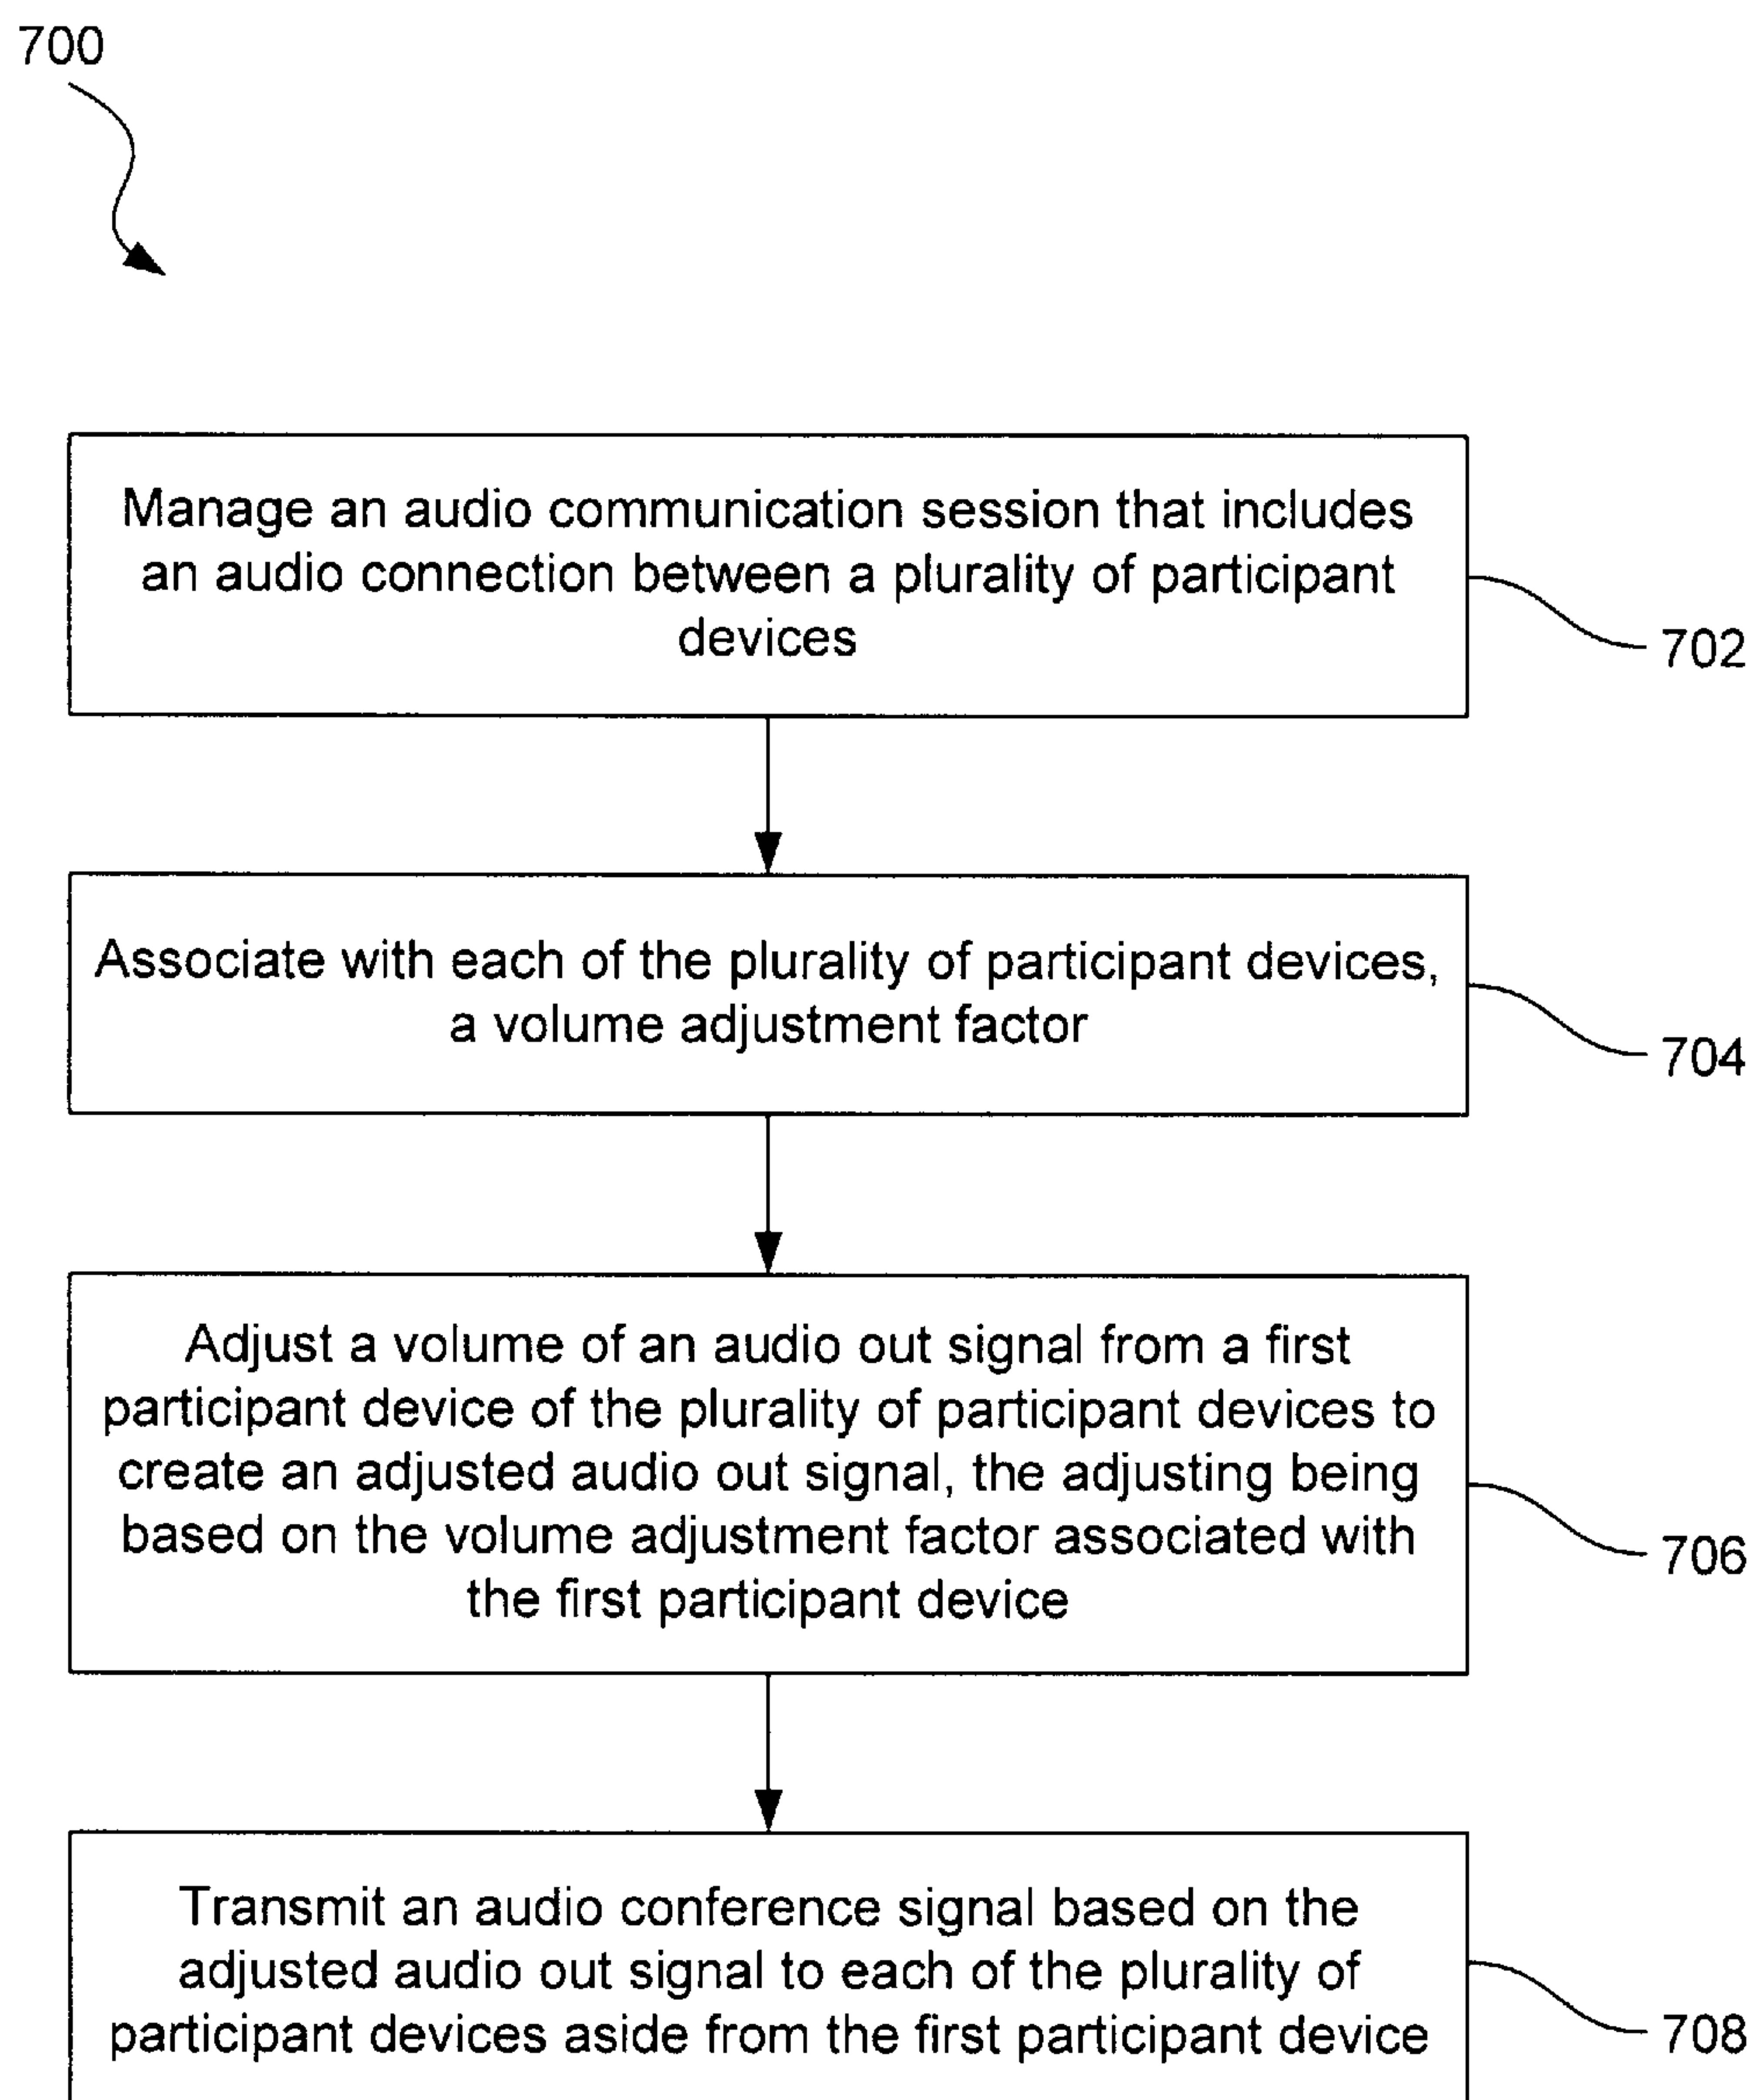 700
Manage an audio communication session that includes
an audio connection between a plurality of participant
devices
702
Associate with each of the plurality of participant devices,
a volume adjustment factor
704
Adjust a volume of an audio out signal from a first
participant device of the plurality of participant devices to
create an adjusted audio out signal, the adjusting being
based on the volume adjustment factor associated with
the first participant device
706
Transmit an audio conference signal based on the
adjusted audio out signal to each of the plurality of
participant devices aside from the first participant device
708